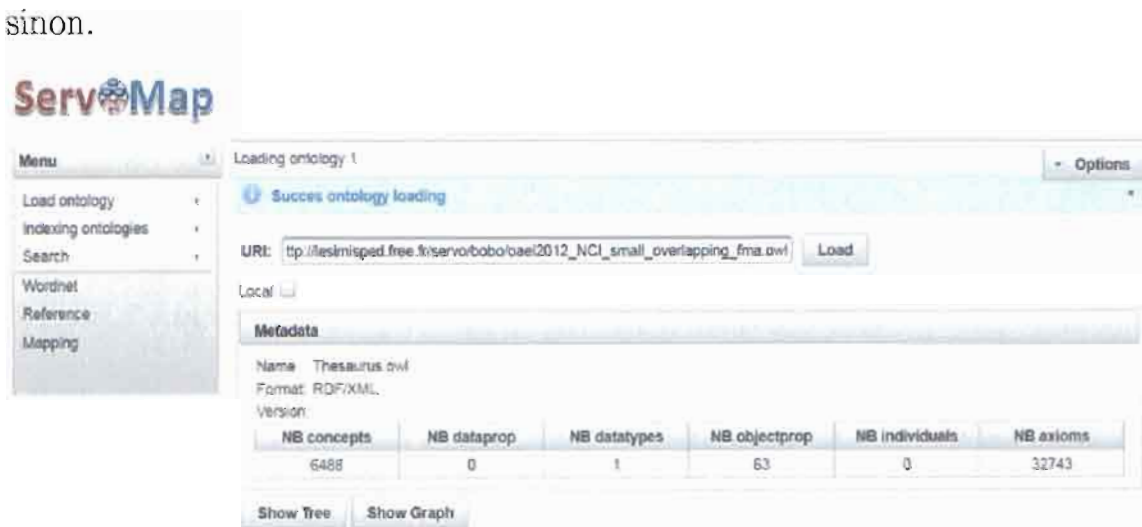 sinon.
ServoMap
Menu
Load ontology
Indexing ontologies
Search
Wordnet
Reference
Mapping
Loading ontology 1
Options
Succes ontology loading
URI: ttp://lesimisped.free.fr/servo/bobo/oaei2012_NCI_small_overlapping_fma.owl Load
Local
Metadata
Name Thesaurus.owl
Format RDF/XML
Version
NB concepts NB dataprop NB datatypes NB objectprop NB individuals NB axioms
6488 0 1 63 0 32743
Show Tree Show Graph